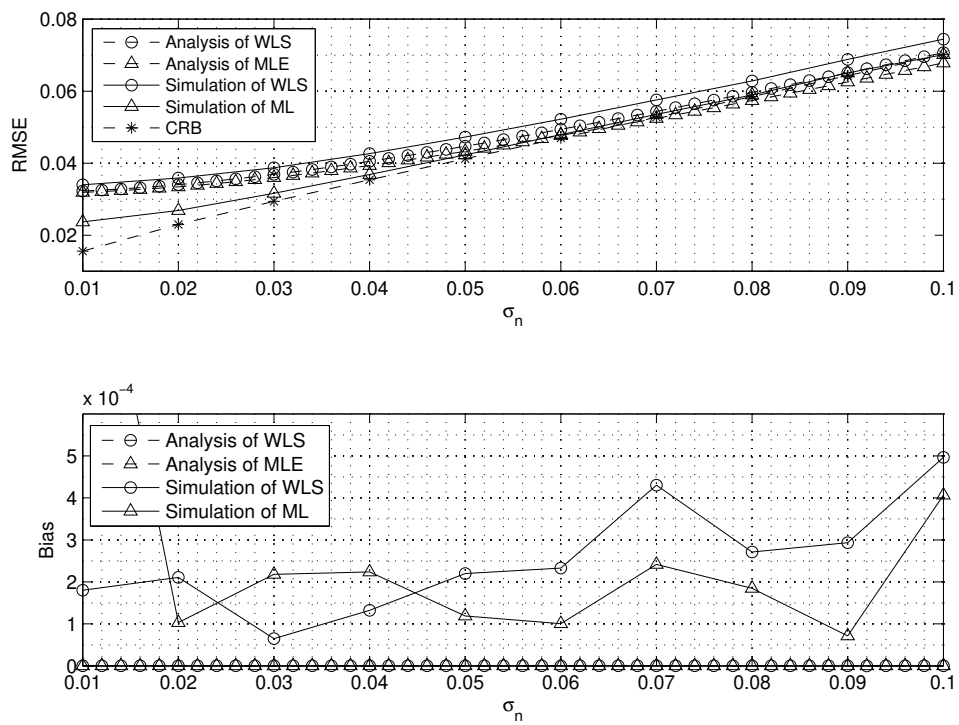 0.08
0.06
0.04
0.02
RMSE
Analysis of WLS
Analysis of MLE
Simulation of WLS
Simulation of ML
CRB
0.01 0.02 0.03 0.04 0.05 0.06 0.07 0.08 0.09 0.1
σn
x 10−4
5
4
3
2
1
0
Bias
Analysis of WLS
Analysis of MLE
Simulation of WLS
Simulation of ML
0.01 0.02 0.03 0.04 0.05 0.06 0.07 0.08 0.09 0.1
σn